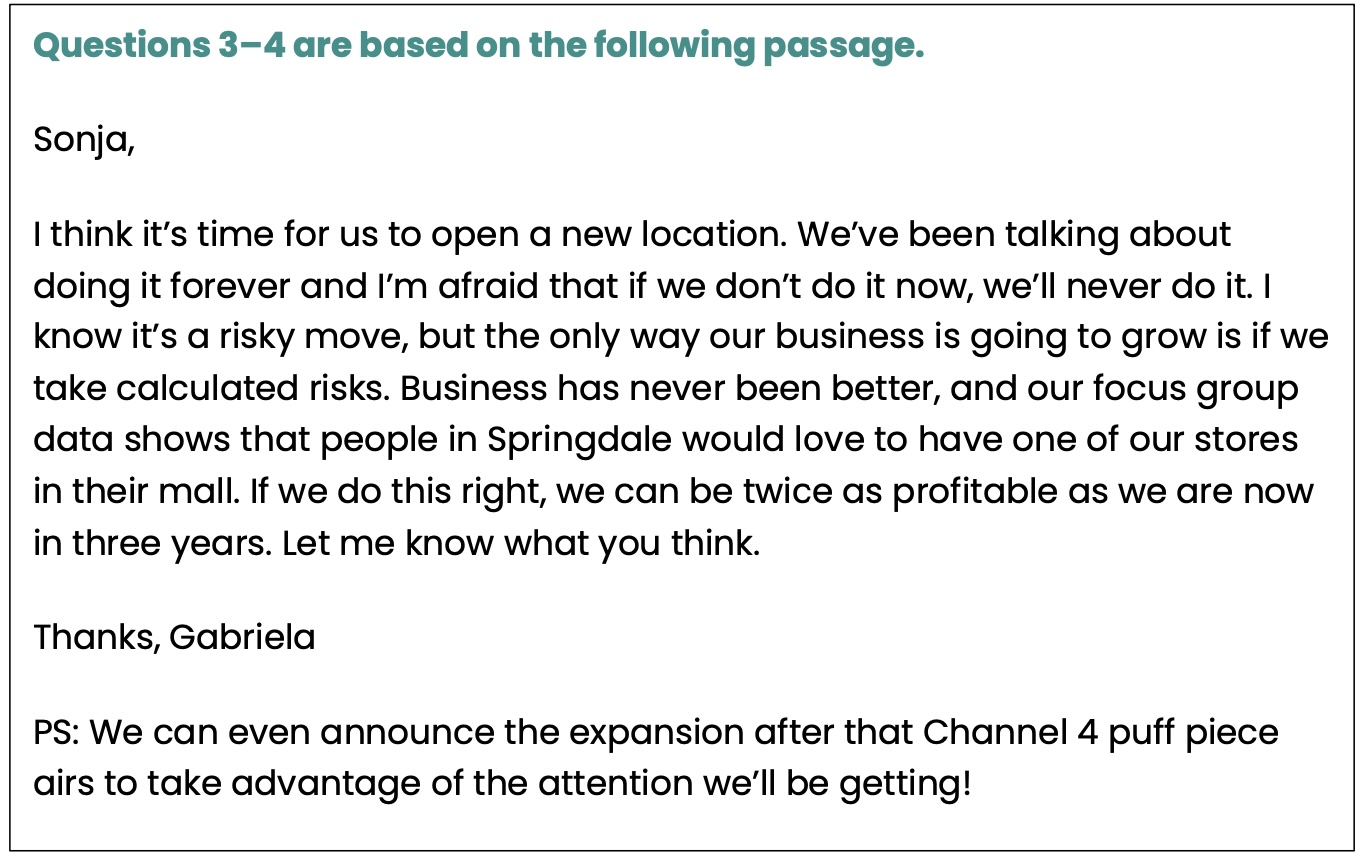 Questions 3–4 are based on the following passage.
Sonja,
I think it’s time for us to open a new location. We’ve been talking about
doing it forever and I’m afraid that if we don’t do it now, we’ll never do it. I
know it’s a risky move, but the only way our business is going to grow is if we
take calculated risks. Business has never been better, and our focus group
data shows that people in Springdale would love to have one of our stores
in their mall. If we do this right, we can be twice as profitable as we are now
in three years. Let me know what you think.
Thanks, Gabriela
PS: We can even announce the expansion after that Channel 4 puff piece
airs to take advantage of the attention we’ll be getting!